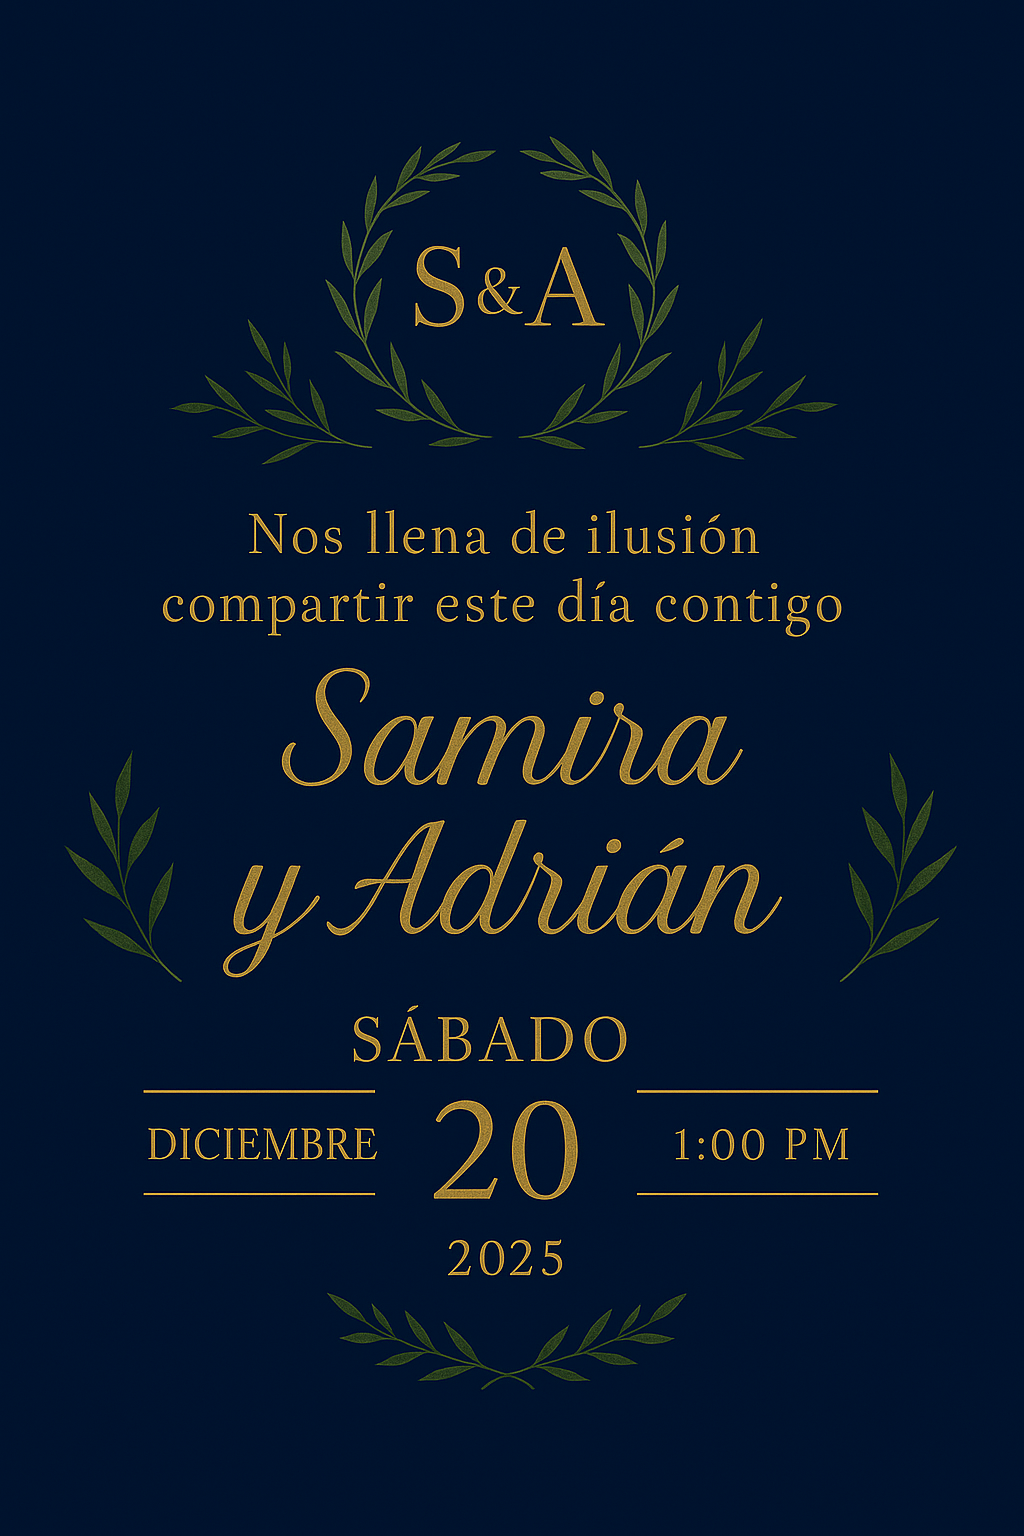 S&A
Nos llena de ilusión
compartir este día contigo
Samira
y Adrián
SÁBADO
DICIEMBRE 20 1:00 PM
2025